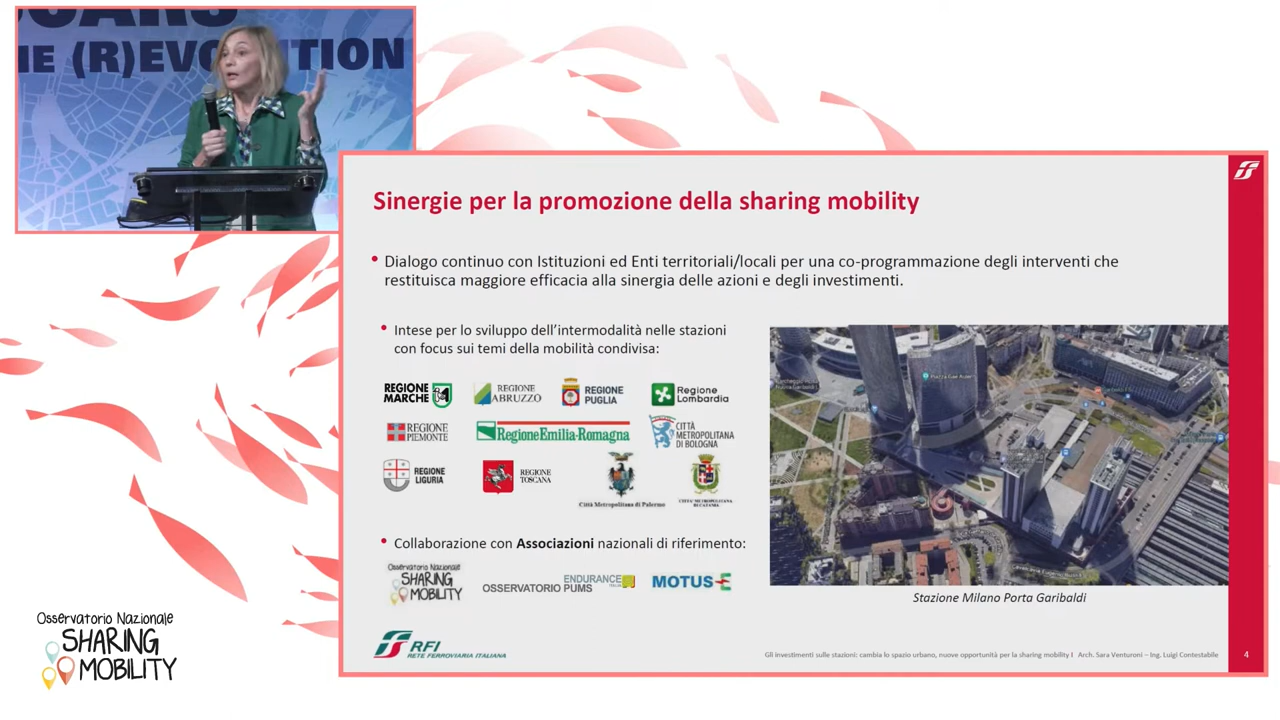 HE (R)EVOLUTION
Sinergie per la promozione della sharing mobility
• Dialogo continuo con Istituzioni ed Enti territoriali/locali per una co-programmazione degli interventi che
restituisca maggiore efficacia alla sinergia delle azioni e degli investimenti.
• Intese per lo sviluppo dell'intermodalità nelle stazioni
con focus sui temi della mobilità condivisa:
REGIONE
MARCHE
REGIONE
ABRUZZO
REGIONE
PUGLIA
Regione
Lombardia
REGIONE
PIEMONTE
RegioneEmilia-Romagna
CITTÀ
METROPOLITANA
DI BOLOGNA
REGIONE
LIGURIA
REGIONE
TOSCANA
Città Metropolitana di Palermo
CITTA' METROPOLITANA
DI CATANIA
• Collaborazione con Associazioni nazionali di riferimento:
Osservatorio Nazionale
SHARING
MOBILITY
OSSERVATORIO PUMS
ENDURANCE
MOTUS-E
Stazione Milano Porta Garibaldi
RFI
RETE FERROVIARIA ITALIANA
Gli investimenti sulle stazioni: cambia lo spazio urbano, nuove opportunità per la sharing mobility I Arch. Sara Venturoni – Ing. Luigi Contestabile
4
Osservatorio Nazionale
SHARING
MOBILITY